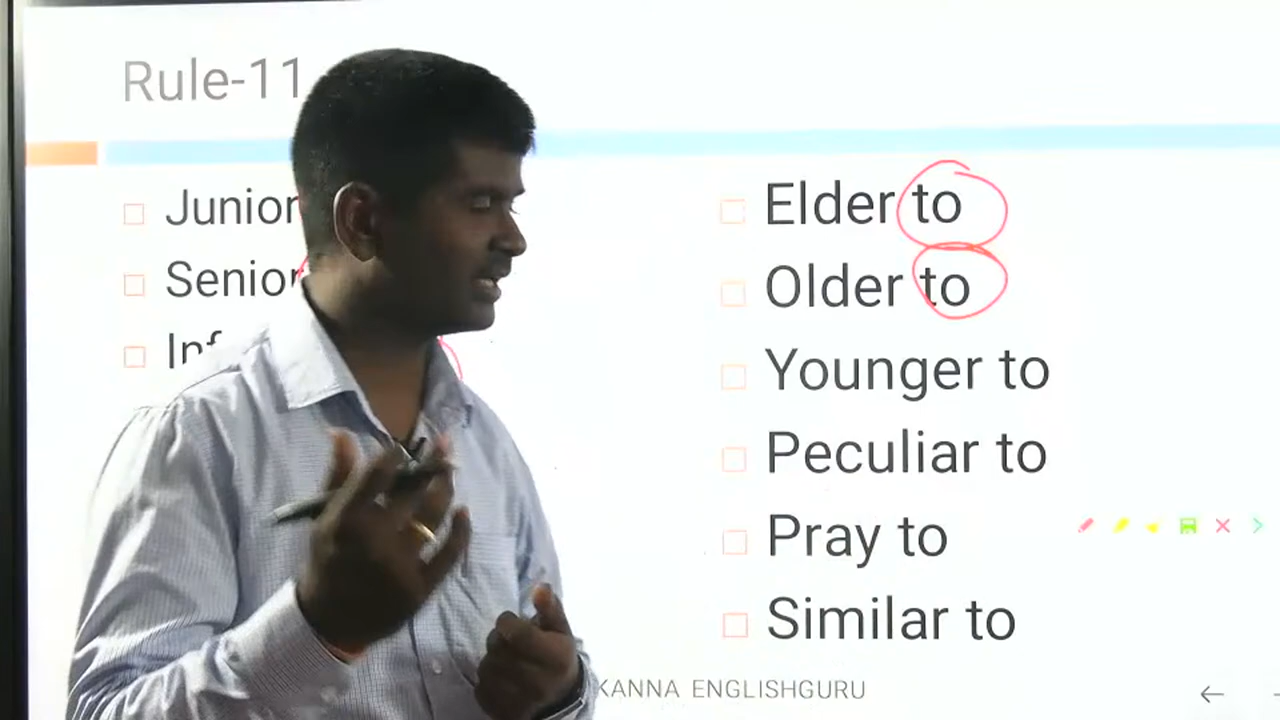 Rule-11
Junior
Senior
Elder to
Older to
Younger to
Peculiar to
Pray to
Similar to
KANNA ENGLISHGURU